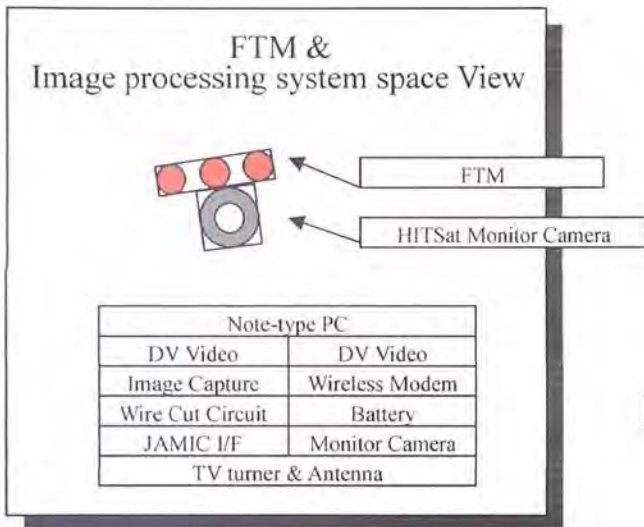 FTM &
Image processing system space View
FTM
HITSat Monitor Camera
Note-type PC
DV Video DV Video
Image Capture Wireless Modem
Wire Cut Circuit Battery
JAMIC I/F Monitor Camera
TV turner & Antenna